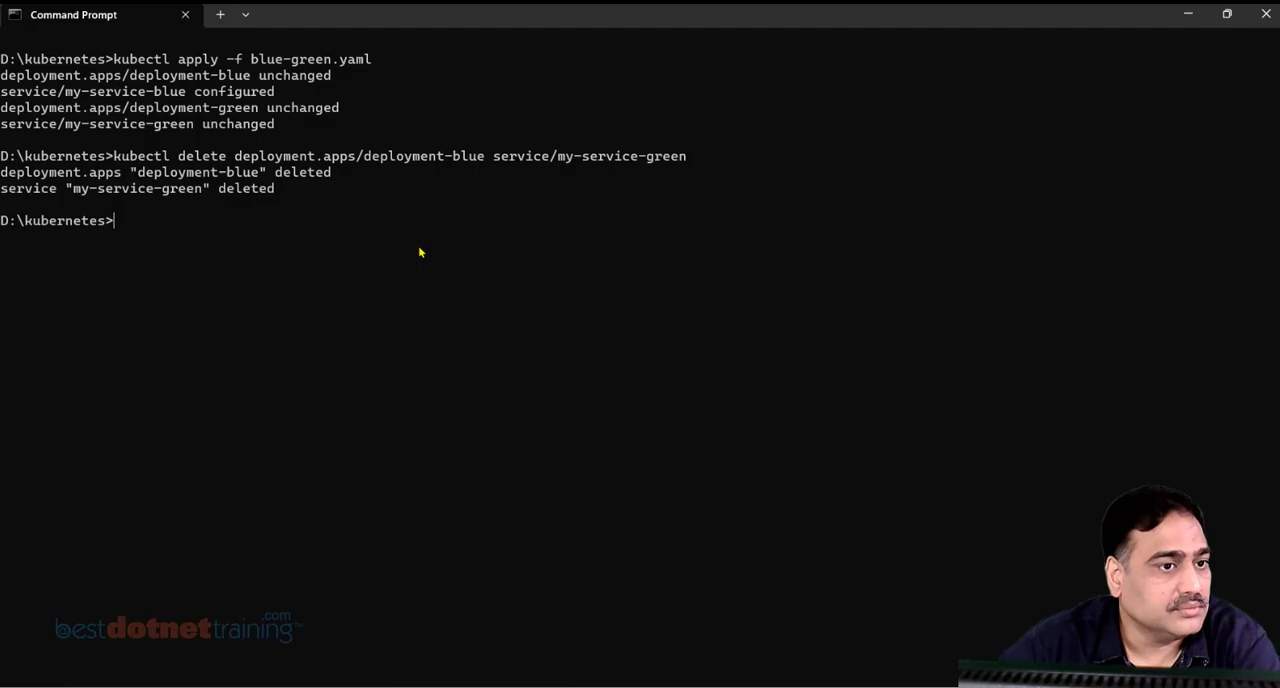 Command Prompt
D:\kubernetes>kubectl apply -f blue-green.yaml
deployment.apps/deployment-blue unchanged
service/my-service-blue configured
deployment.apps/deployment-green unchanged
service/my-service-green unchanged
D:\kubernetes>kubectl delete deployment.apps/deployment-blue service/my-service-green
deployment.apps "deployment-blue" deleted
service "my-service-green" deleted
D:\kubernetes>
@bestdotnettraining.com™